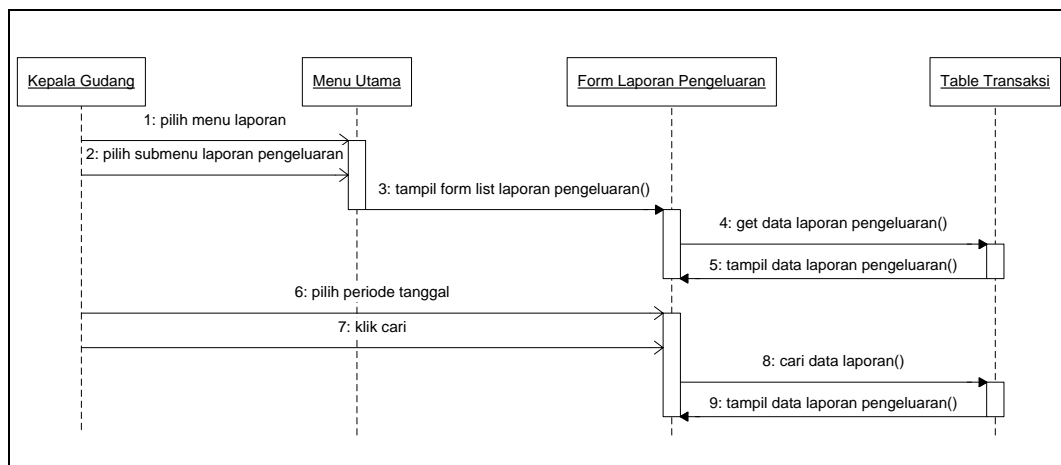 Kepala Gudang
Menu Utama
Form Laporan Pengeluaran
Table Transaksi
1: pilih menu laporan
2: pilih submenu laporan pengeluaran
3: tampil form list laporan pengeluaran()
4: get data laporan pengeluaran()
5: tampil data laporan pengeluaran()
6: pilih periode tanggal
7: klik cari
8: cari data laporan()
9: tampil data laporan pengeluaran()